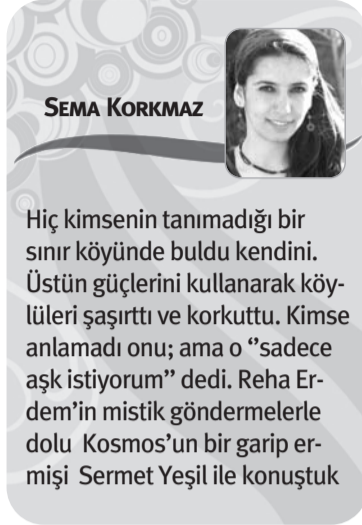 SEMA KORKMAZ
Hiç kimsenin tanımadığı bir
sınır köyünde buldu kendini.
Üstün güçlerini kullanarak köy-
lüleri şaşırttı ve korkuttu. Kimse
anlamadı onu; ama o ‘’sadece
aşk istiyorum’’ dedi. Reha Er-
dem’in mistik göndermelerle
dolu Kosmos’un bir garip er-
mişi Sermet Yeşil ile konuştuk